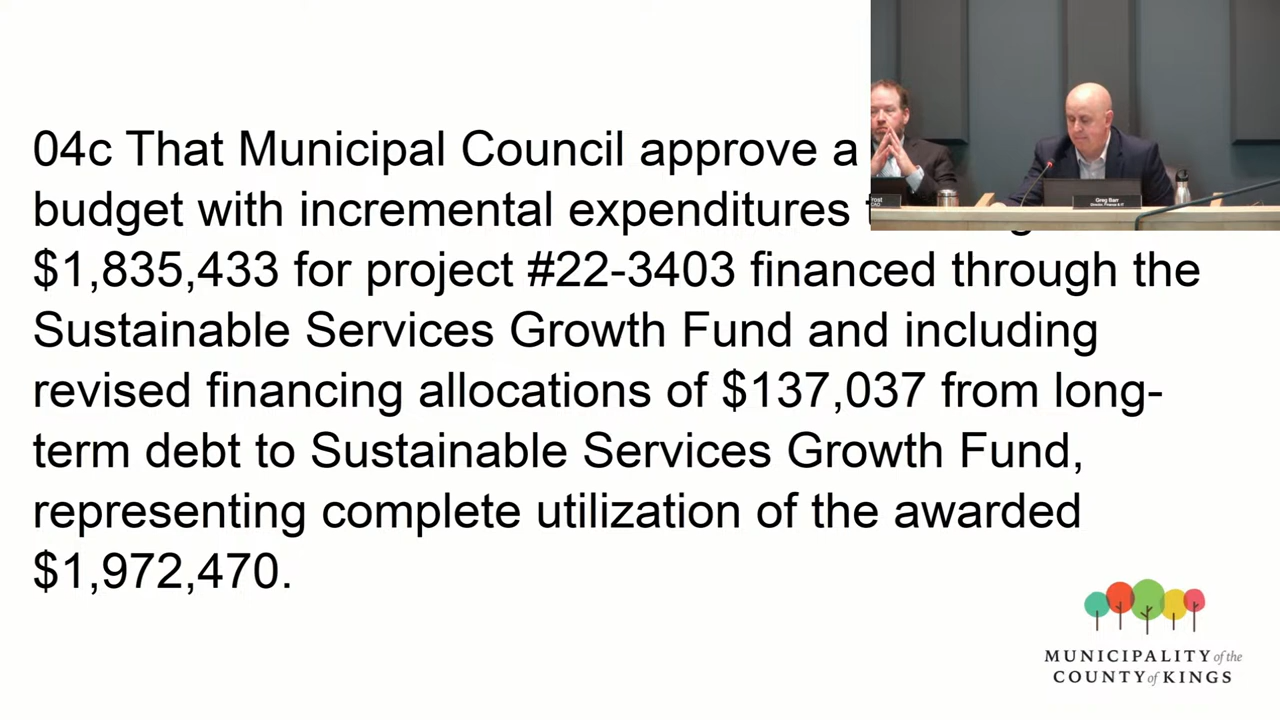 04c That Municipal Council approve a
budget with incremental expenditures
$1,835,433 for project #22-3403 financed through the
Sustainable Services Growth Fund and including
revised financing allocations of $137,037 from long-
term debt to Sustainable Services Growth Fund,
representing complete utilization of the awarded
$1,972,470.
Greg Barr
MUNICIPALITY of the
COUNTY of KINGS